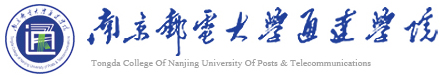 南京郵電大學通達學院
Tongda College Of Nanjing University Of Posts & Telecommunications